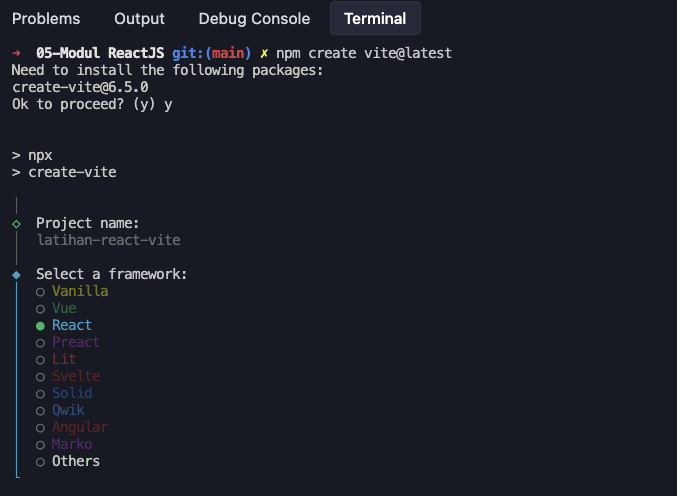 Problems Output Debug Console Terminal
➜ 05-Modul ReactJS git:(main) ✗ npm create vite@latest
Need to install the following packages:
create-vite@6.5.0
Ok to proceed? (y) y
> npx
> create-vite
Project name:
latihan-react-vite
Select a framework:
Vanilla
Vue
React
Preact
Lit
Svelte
Solid
Qwik
Angular
Marko
Others